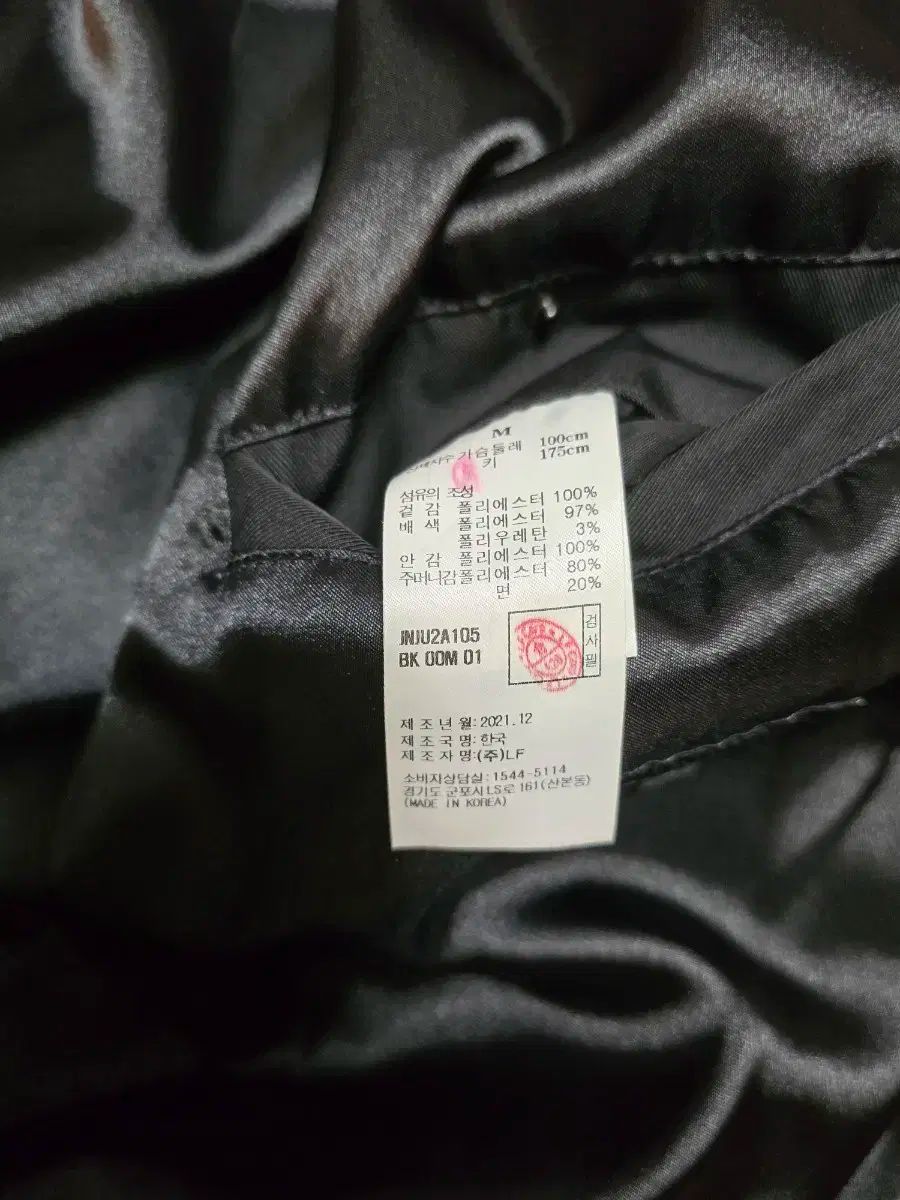 M
신체치수 가슴둘레 100cm
키 175cm
섬유의 조성
겉 감 폴리에스터 100%
배 색 폴리에스터 97%
폴리우레탄 3%
안 감 폴리에스터 100%
주머니감폴리에스터 80%
면 20%
JNJU2A105
BK 00M 01
검사필
제 조 년 월: 2021.12
제 조 국 명: 한국
제 조 자 명: (주)LF
소비자상담실: 1544-5114
경기도 군포시 LS로 161(산본동)
(MADE IN KOREA)